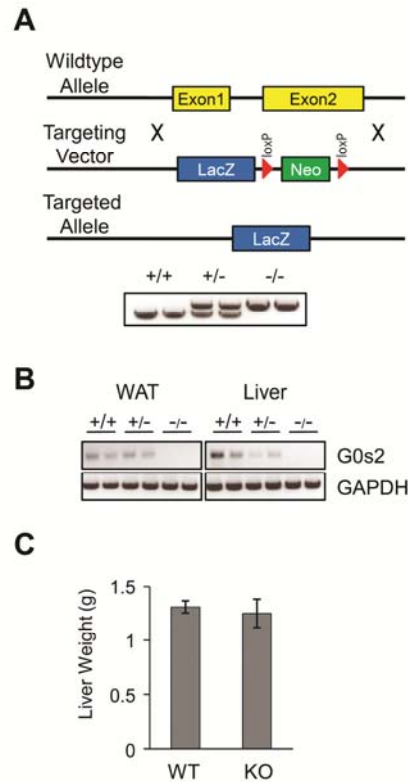 A
Wildtype
Allele
Exon1 Exon2
X X
Targeting
Vector
LacZ loxP Neo loxP
Targeted
Allele
LacZ
+/+ +/- -/-
B
WAT Liver
+/+ +/- -/- +/+ +/- -/-
G0s2
GAPDH
C
Liver Weight (g)
1.5
1
0.5
0
WT KO